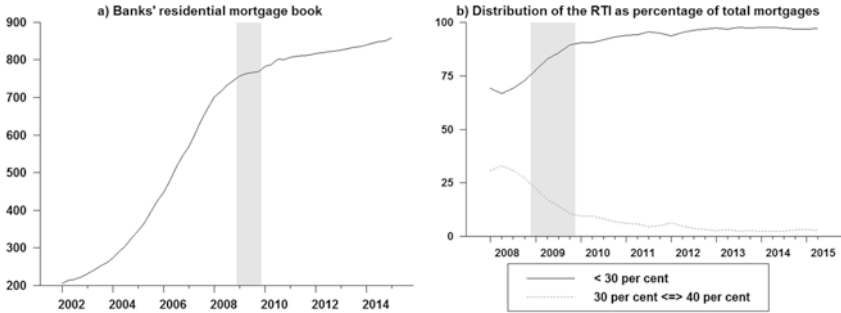 a) Banks' residential mortgage book
900
800
700
600
500
400
300
200
2002 2004 2006 2008 2010 2012 2014
b) Distribution of the RTI as percentage of total mortgages
100
75
50
25
0
2008 2009 2010 2011 2012 2013 2014 2015
< 30 per cent
30 per cent <=> 40 per cent